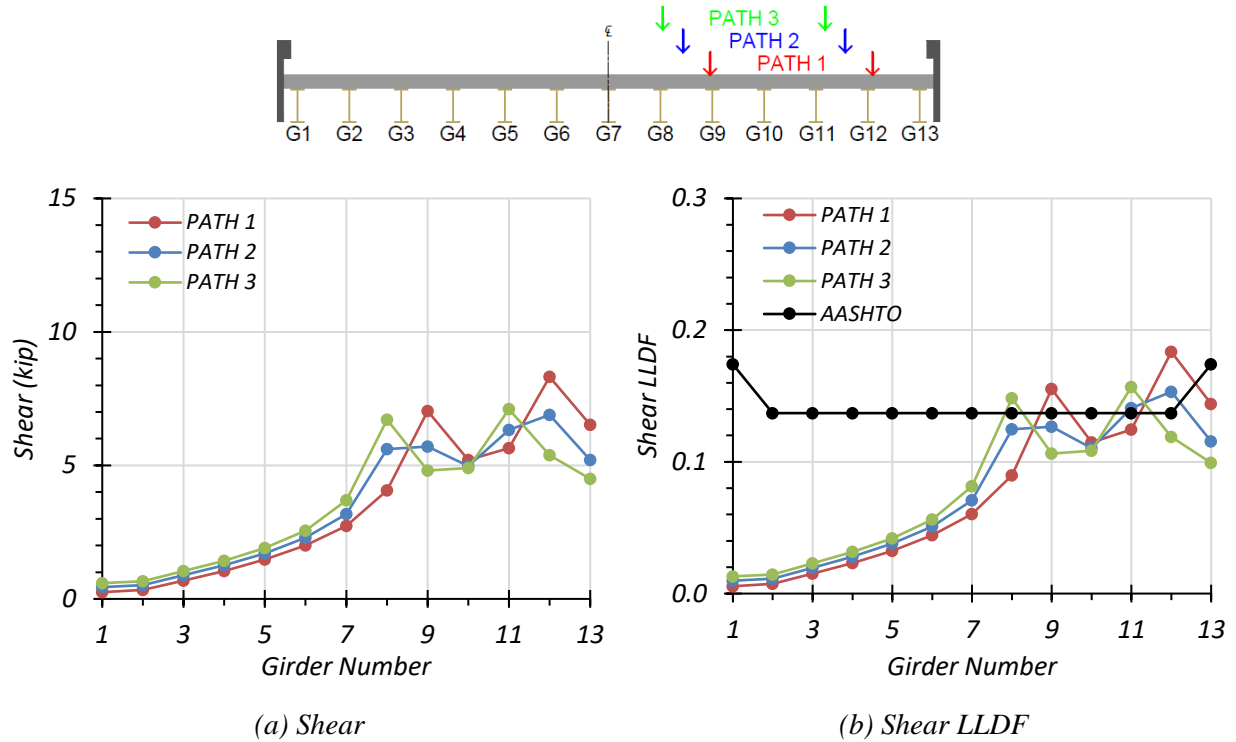 PATH 3
PATH 2
PATH 1
℄
G1 G2 G3 G4 G5 G6 G7 G8 G9 G10 G11 G12 G13
15
10
5
0
Shear (kip)
PATH 1
PATH 2
PATH 3
1 3 5 7 9 11 13
Girder Number
(a) Shear
0.3
0.2
0.1
0.0
Shear LLDF
PATH 1
PATH 2
PATH 3
AASHTO
1 3 5 7 9 11 13
Girder Number
(b) Shear LLDF